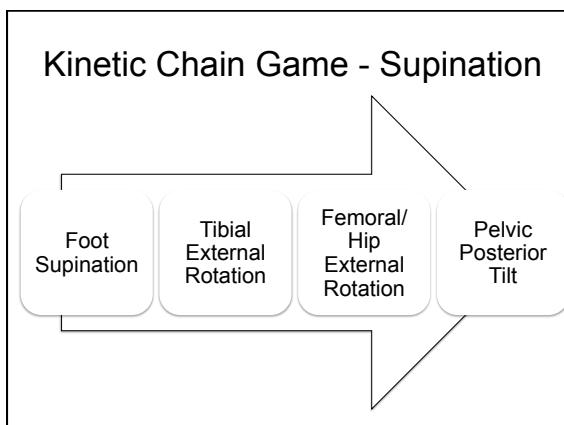 Kinetic Chain Game - Supination
Foot
Supination
Tibial
External
Rotation
Femoral/
Hip
External
Rotation
Pelvic
Posterior
Tilt